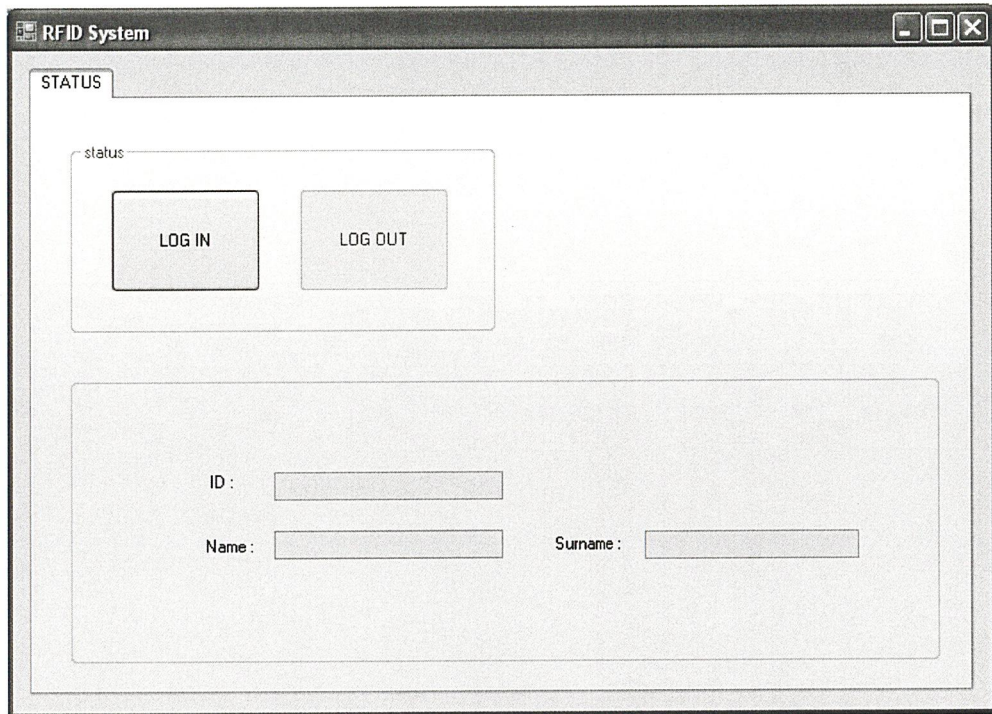 RFID System
STATUS
status
LOG IN LOG OUT
ID :
Name : Surname :